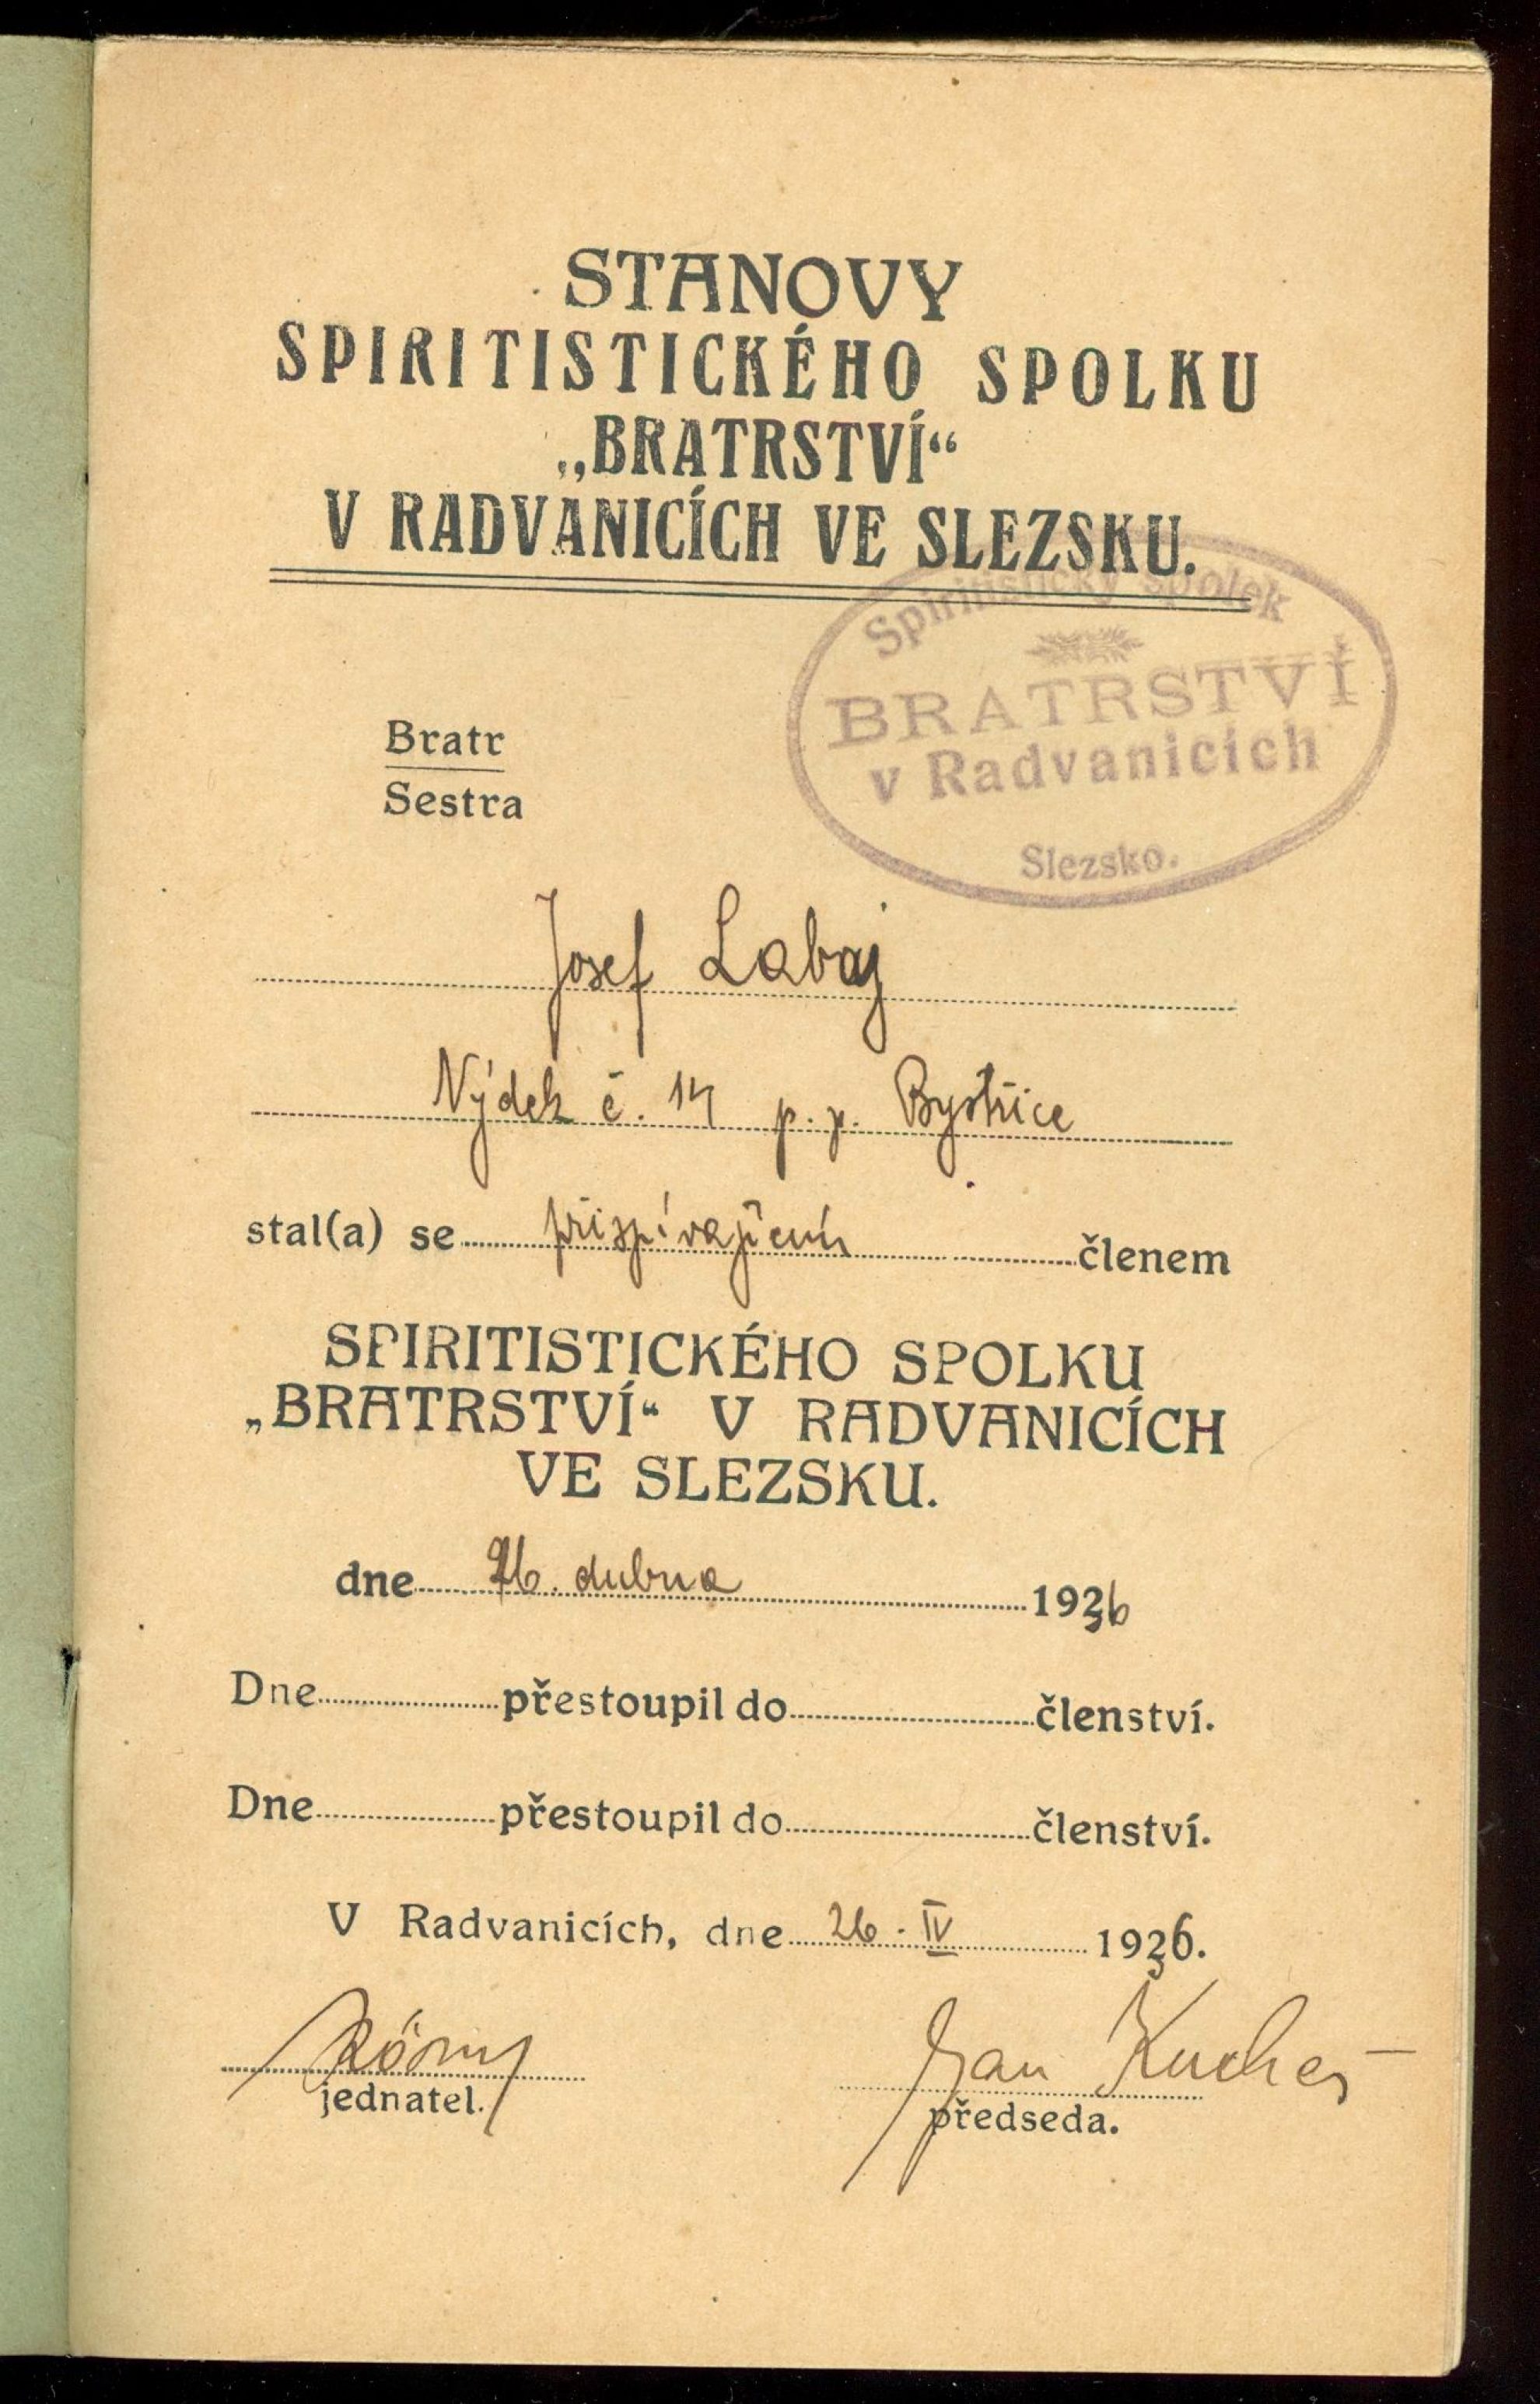 STANOVY
SPIRITISTICKÉHO SPOLKU
„BRATRSTVÍ“
V RADVANICÍCH VE SLEZSKU.
Spiritistický spolek
BRATRSTVÍ
v Radvanicích
Slezsko.
Bratr
Sestra
Josef Labaj
Nýdek č. 14 p. p. Bystřice
stal(a) se přispívajícím členem
SPIRITISTICKÉHO SPOLKU
„BRATRSTVÍ“ V RADVANICÍCH
VE SLEZSKU.
dne 26. dubna 1936
Dne přestoupil do členství.
Dne přestoupil do členství.
V Radvanicích, dne 26. IV 1936.
Jan
jednatel.
předseda.